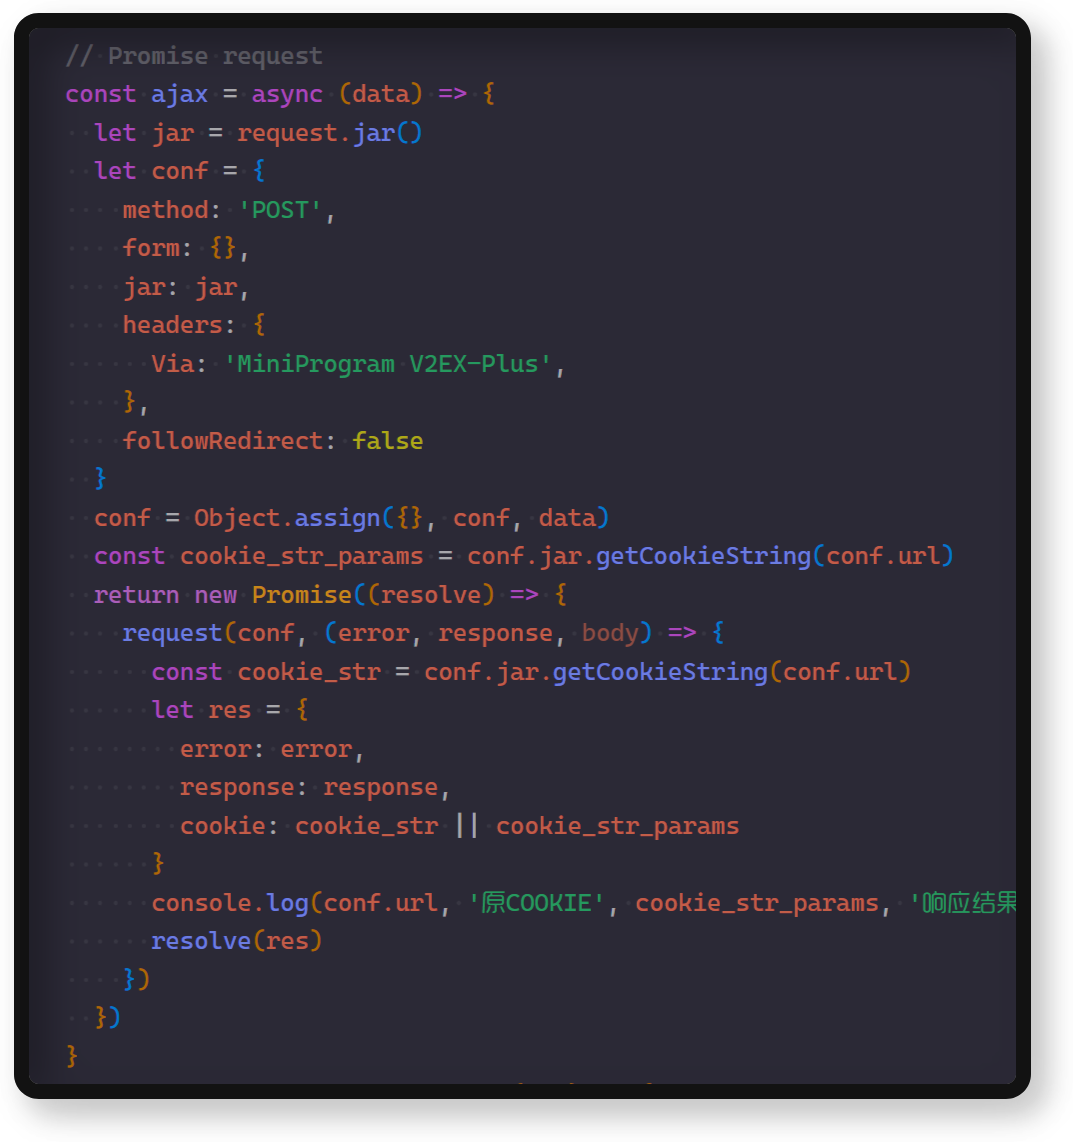 // Promise request
const ajax = async (data) => {
  let jar = request.jar()
  let conf = {
    method: 'POST',
    form: {},
    jar: jar,
    headers: {
      Via: 'MiniProgram V2EX-Plus',
    },
    followRedirect: false
  }
  conf = Object.assign({}, conf, data)
  const cookie_str_params = conf.jar.getCookieString(conf.url)
  return new Promise((resolve) => {
    request(conf, (error, response, body) => {
      const cookie_str = conf.jar.getCookieString(conf.url)
      let res = {
        error: error,
        response: response,
        cookie: cookie_str || cookie_str_params
      }
      console.log(conf.url, '原COOKIE', cookie_str_params, '响应结果
      resolve(res)
    })
  })
}